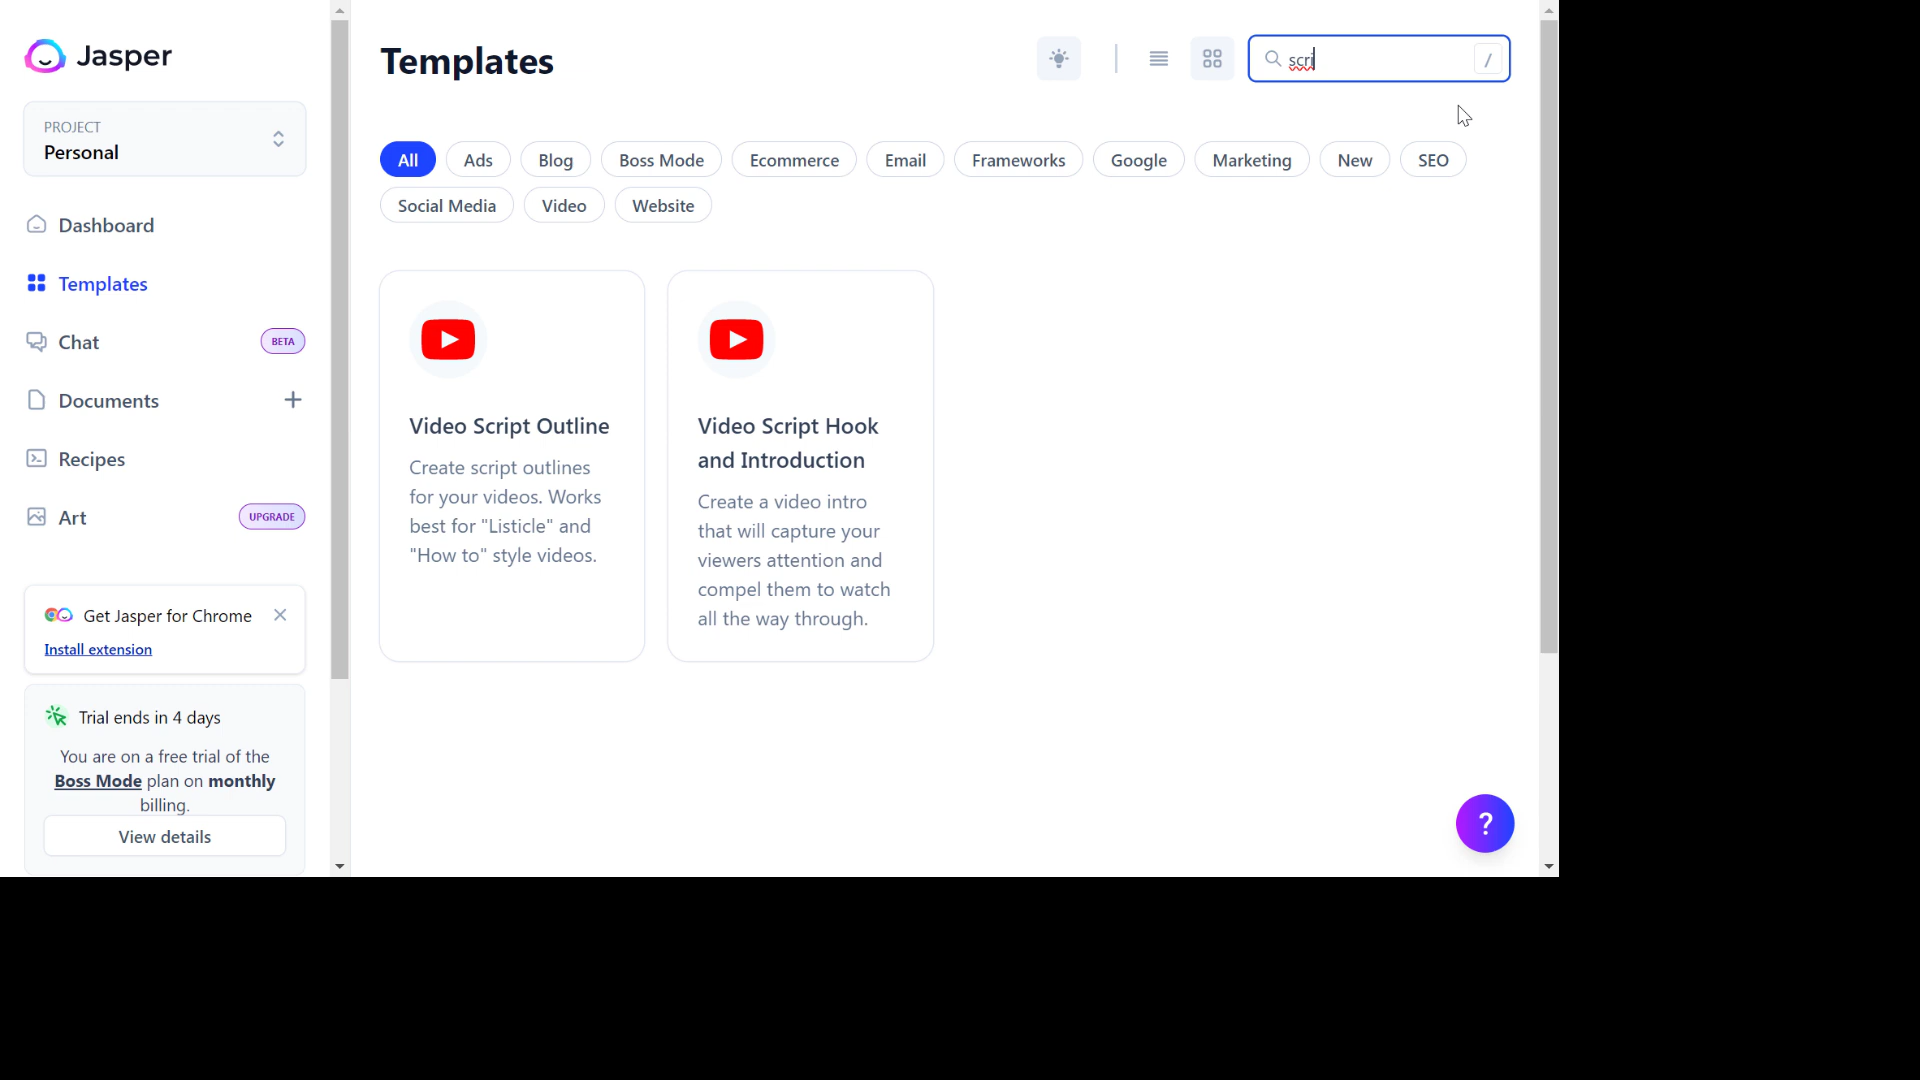 Jasper
PROJECT
Personal
Dashboard
Templates
Chat
BETA
Documents
Recipes
Art
UPGRADE
Get Jasper for Chrome
Install extension
Trial ends in 4 days
You are on a free trial of the
Boss Mode plan on monthly
billing.
View details
Templates
scri
/
All
Ads
Blog
Boss Mode
Ecommerce
Email
Frameworks
Google
Marketing
New
SEO
Social Media
Video
Website
Video Script Outline
Create script outlines
for your videos. Works
best for "Listicle" and
"How to" style videos.
Video Script Hook
and Introduction
Create a video intro
that will capture your
viewers attention and
compel them to watch
all the way through.
?